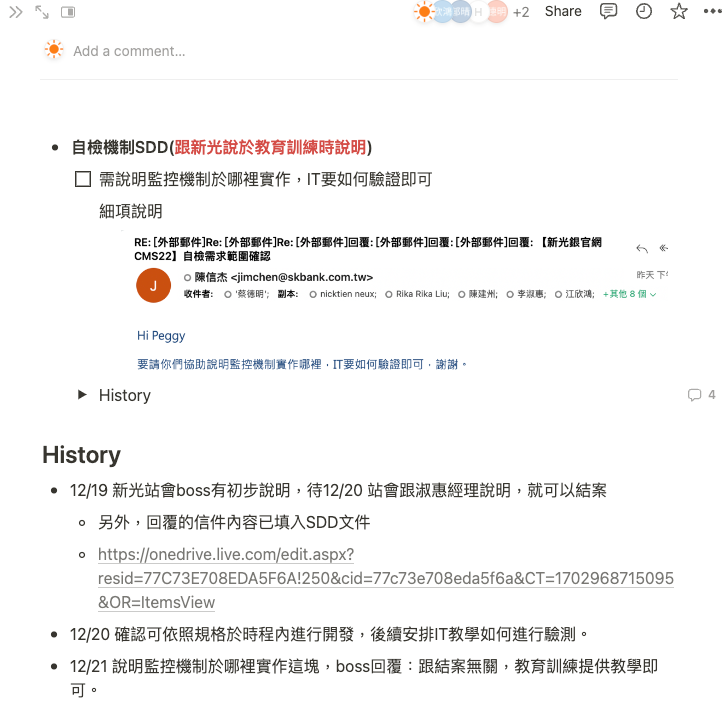 H
+2
Share
Add a comment...
自檢機制SDD(跟新光說於教育訓練時說明)
需說明監控機制於哪裡實作，IT要如何驗證即可
細項說明
RE: [外部郵件]Re: [外部郵件]Re: [外部郵件]回覆: [外部郵件]回覆: [外部郵件]回覆: 【新光銀官網
CMS22】自檢需求範圍確認
J
陳信杰 <jimchen@skbank.com.tw>
昨天 下午
收件者: '蔡德明'; 副本: nicktien neux; Rika Rika Liu; 陳建州; 李淑惠; 江欣鴻; +其他 8 個
Hi Peggy
要請你們協助說明監控機制實作哪裡，IT要如何驗證即可，謝謝。
History
4
History
12/19 新光站會boss有初步說明，待12/20 站會跟淑惠經理說明，就可以結案
另外，回覆的信件內容已填入SDD文件
https://onedrive.live.com/edit.aspx?
resid=77C73E708EDA5F6A!250&cid=77c73e708eda5f6a&CT=1702968715095
&OR=ItemsView
12/20 確認可依照規格於時程內進行開發，後續安排IT教學如何進行驗測。
12/21 說明監控機制於哪裡實作這塊，boss回覆：跟結案無關，教育訓練提供教學即
可。